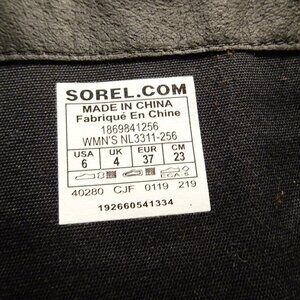 SOREL.COM
MADE IN CHINA
Fabriqué En Chine
1869841256
WMN'S NL3311-256
USA UK EUR CM
6 4 37 23
40280 CJF 0119 219
192660541334